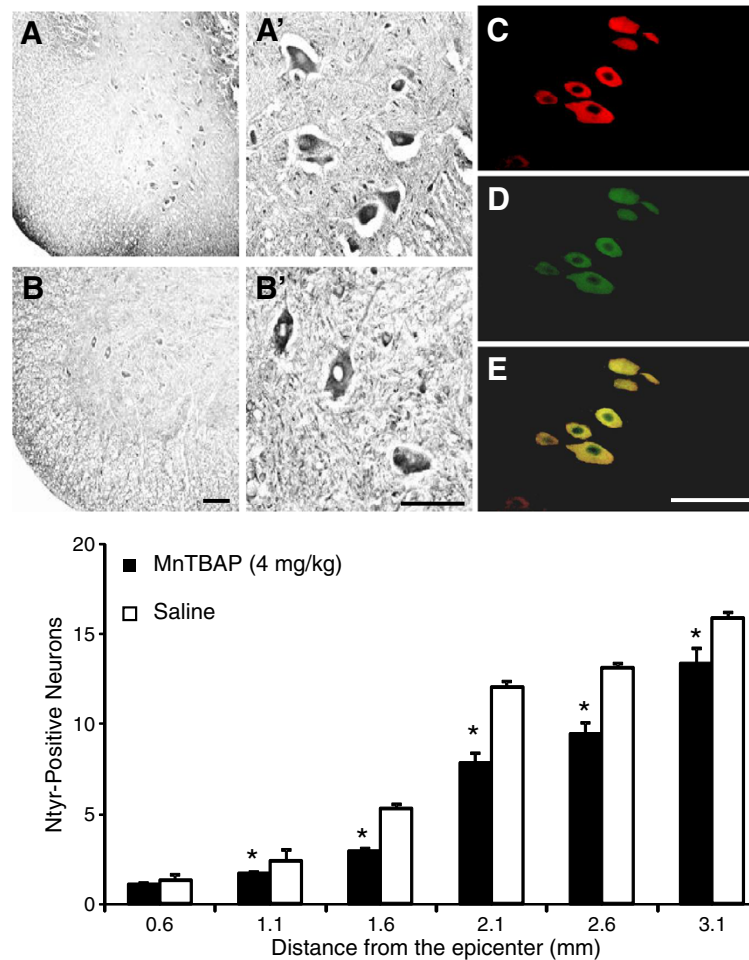 A
A'
C
D
B
B'
E
20
15
10
5
0
Ntyr-Positive Neurons
MnTBAP (4 mg/kg)
Saline
*
*
*
*
*
0.6
1.1
1.6
2.1
2.6
3.1
Distance from the epicenter (mm)